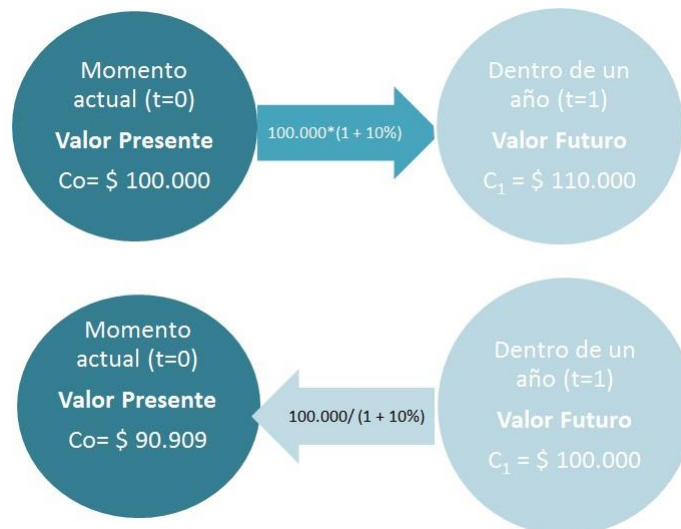 Momento
actual (t=0)
Valor Presente
Co= $ 100.000
100.000*(1 + 10%)
Dentro de un
año (t=1)
Valor Futuro
C₁ = $ 110.000
Momento
actual (t=0)
Valor Presente
Co= $ 90.909
100.000/ (1 + 10%)
Dentro de un
año (t=1)
Valor Futuro
C₁ = $ 100.000